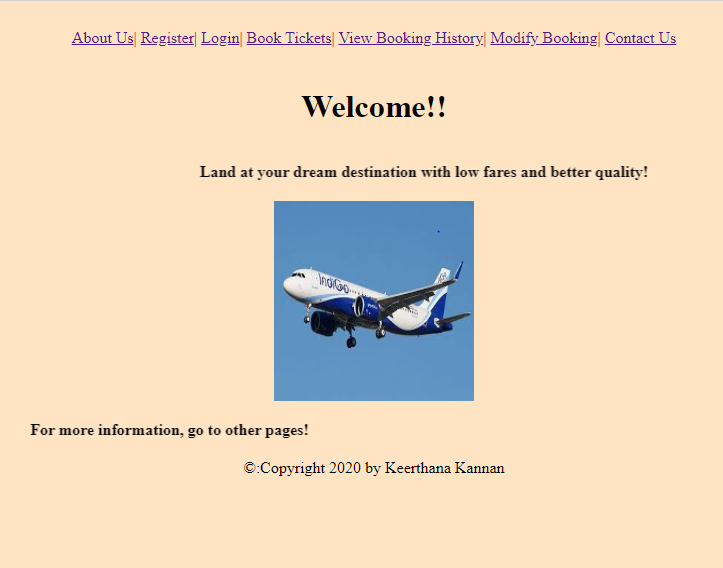 About Us| Register| Login| Book Tickets| View Booking History| Modify Booking| Contact Us
Welcome!!
Land at your dream destination with low fares and better quality!
IndiGo
For more information, go to other pages!
©:Copyright 2020 by Keerthana Kannan